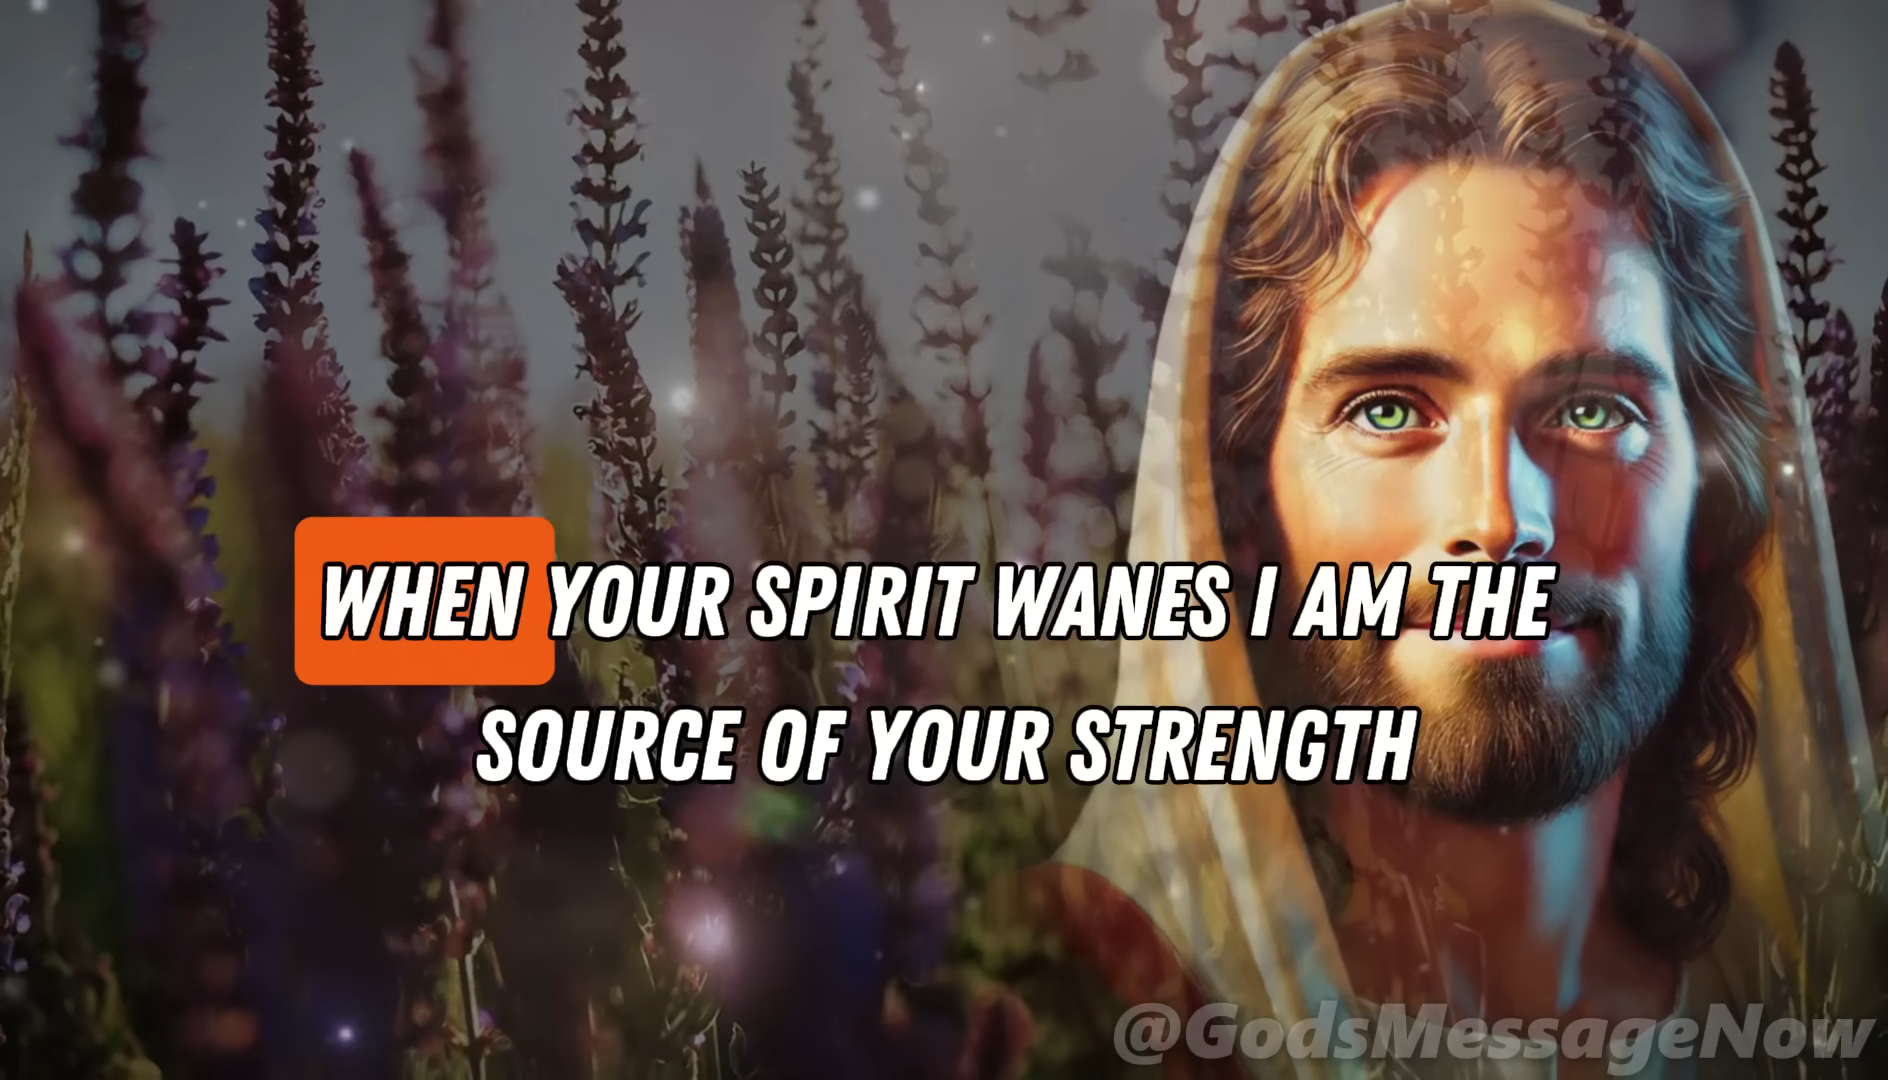 WHEN YOUR SPIRIT WANES I AM THE
SOURCE OF YOUR STRENGTH
@GodsMessageNow